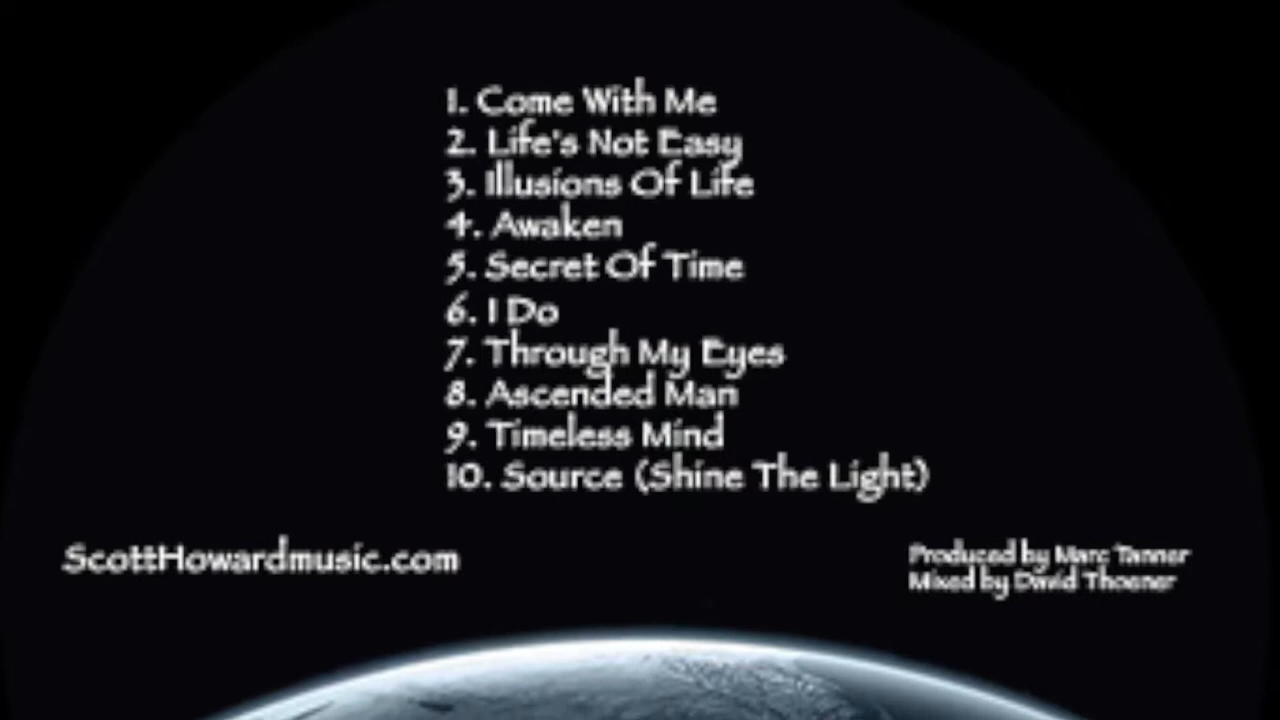 1. Come With Me
2. Life's Not Easy
3. Illusions Of Life
4. Awaken
5. Secret Of Time
6. I Do
7. Through My Eyes
8. Ascended Man
9. Timeless Mind
10. Source (Shine The Light)
ScottHowardmusic.com
Produced by Marc Tanner
Mixed by David Thoener